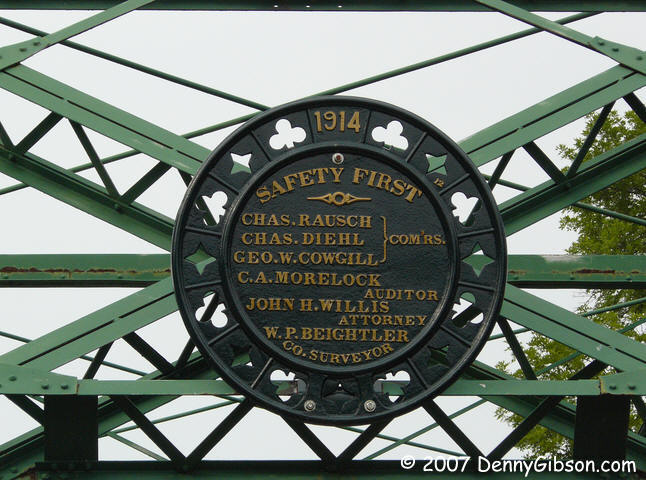 1914
SAFETY FIRST
CHAS. RAUSCH
CHAS. DIEHL
GEO. W. COWGILL
COM'RS.
C. A. MORELOCK
AUDITOR
JOHN H. WILLIS
ATTORNEY
W. P. BEIGHTLER
CO. SURVEYOR
© 2007 DennyGibson.com